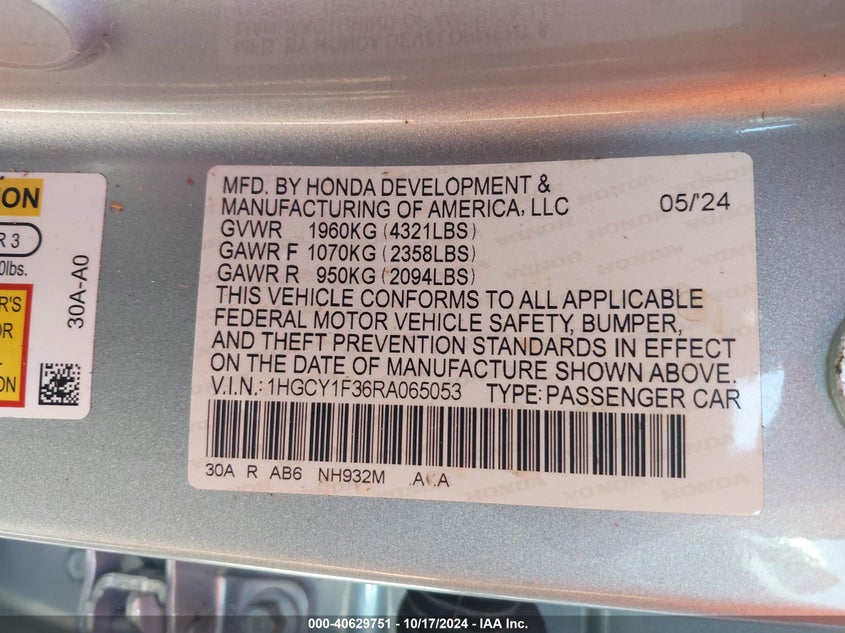 MFD. BY HONDA DEVELOPMENT &
MANUFACTURING OF AMERICA, LLC
05/'24
GVWR 1960KG (4321LBS)
GAWR F 1070KG (2358LBS)
GAWR R 950KG (2094LBS)
THIS VEHICLE CONFORMS TO ALL APPLICABLE
FEDERAL MOTOR VEHICLE SAFETY, BUMPER,
AND THEFT PREVENTION STANDARDS IN EFFECT
ON THE DATE OF MANUFACTURE SHOWN ABOVE.
V.I.N.: 1HGCY1F36RA065053 TYPE: PASSENGER CAR
30A R AB6 NH932M A A
30A-A0
R 3
000-40629751 - 10/17/2024 - IAA Inc.